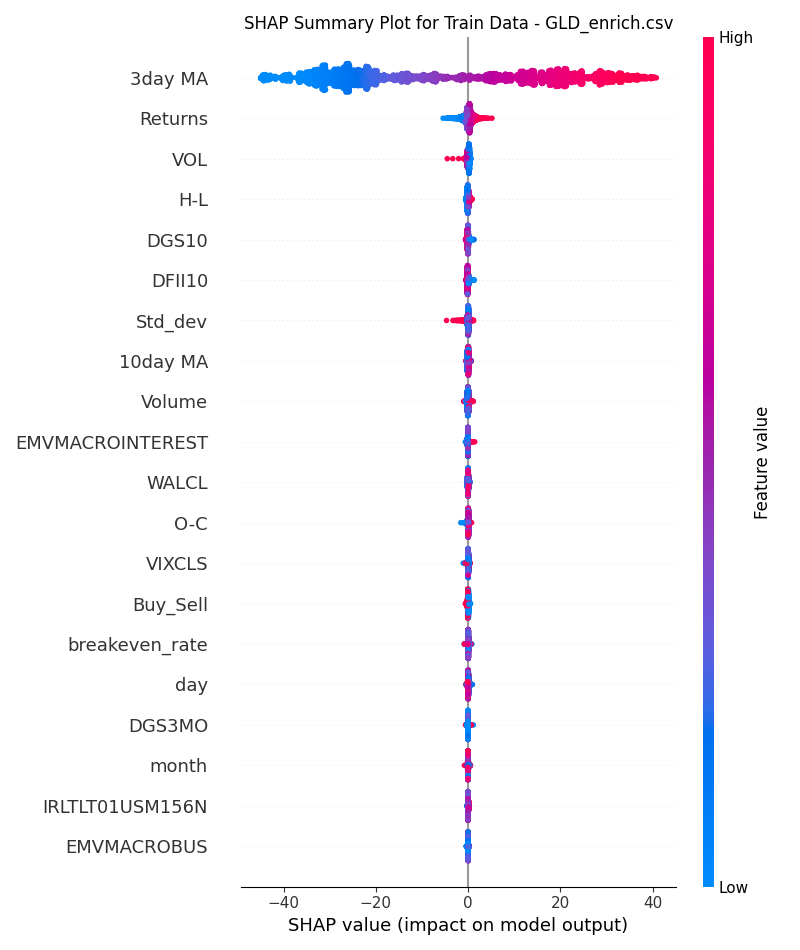 SHAP Summary Plot for Train Data - GLD_enrich.csv
High
3day MA
Returns
VOL
H-L
DGS10
DFII10
Std_dev
10day MA
Volume
EMVMACROINTEREST
WALCL
O-C
VIXCLS
Buy_Sell
breakeven_rate
day
DGS3MO
month
IRLTLT01USM156N
EMVMACROBUS
Feature value
Low
−40 −20 0 20 40
SHAP value (impact on model output)